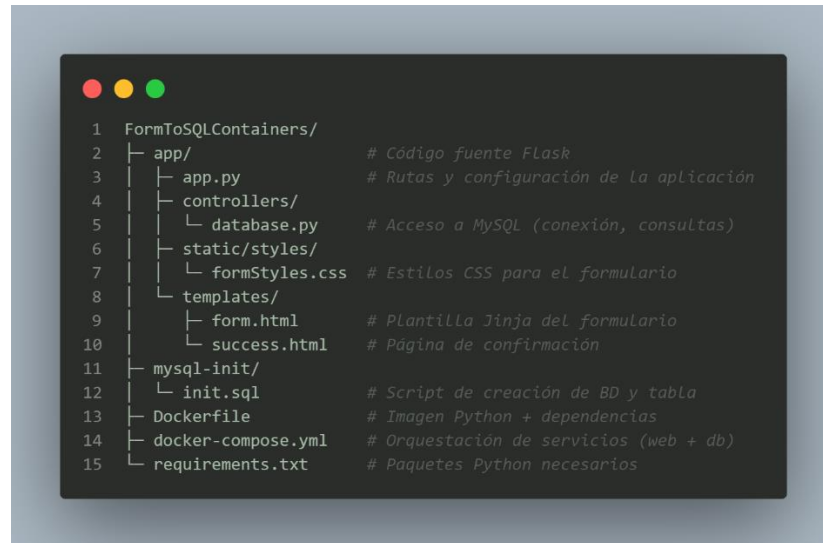 1 FormToSQLContainers/
2 ├─ app/ # Código fuente Flask
3 │ ├─ app.py # Rutas y configuración de la aplicación
4 │ ├─ controllers/
5 │ │ └─ database.py # Acceso a MySQL (conexión, consultas)
6 │ ├─ static/styles/
7 │ │ └─ formStyles.css # Estilos CSS para el formulario
8 │ └─ templates/
9 │ ├─ form.html # Plantilla Jinja del formulario
10 │ └─ success.html # Página de confirmación
11 ├─ mysql-init/
12 │ └─ init.sql # Script de creación de BD y tabla
13 ├─ Dockerfile # Imagen Python + dependencias
14 ├─ docker-compose.yml # Orquestación de servicios (web + db)
15 └─ requirements.txt # Paquetes Python necesarios